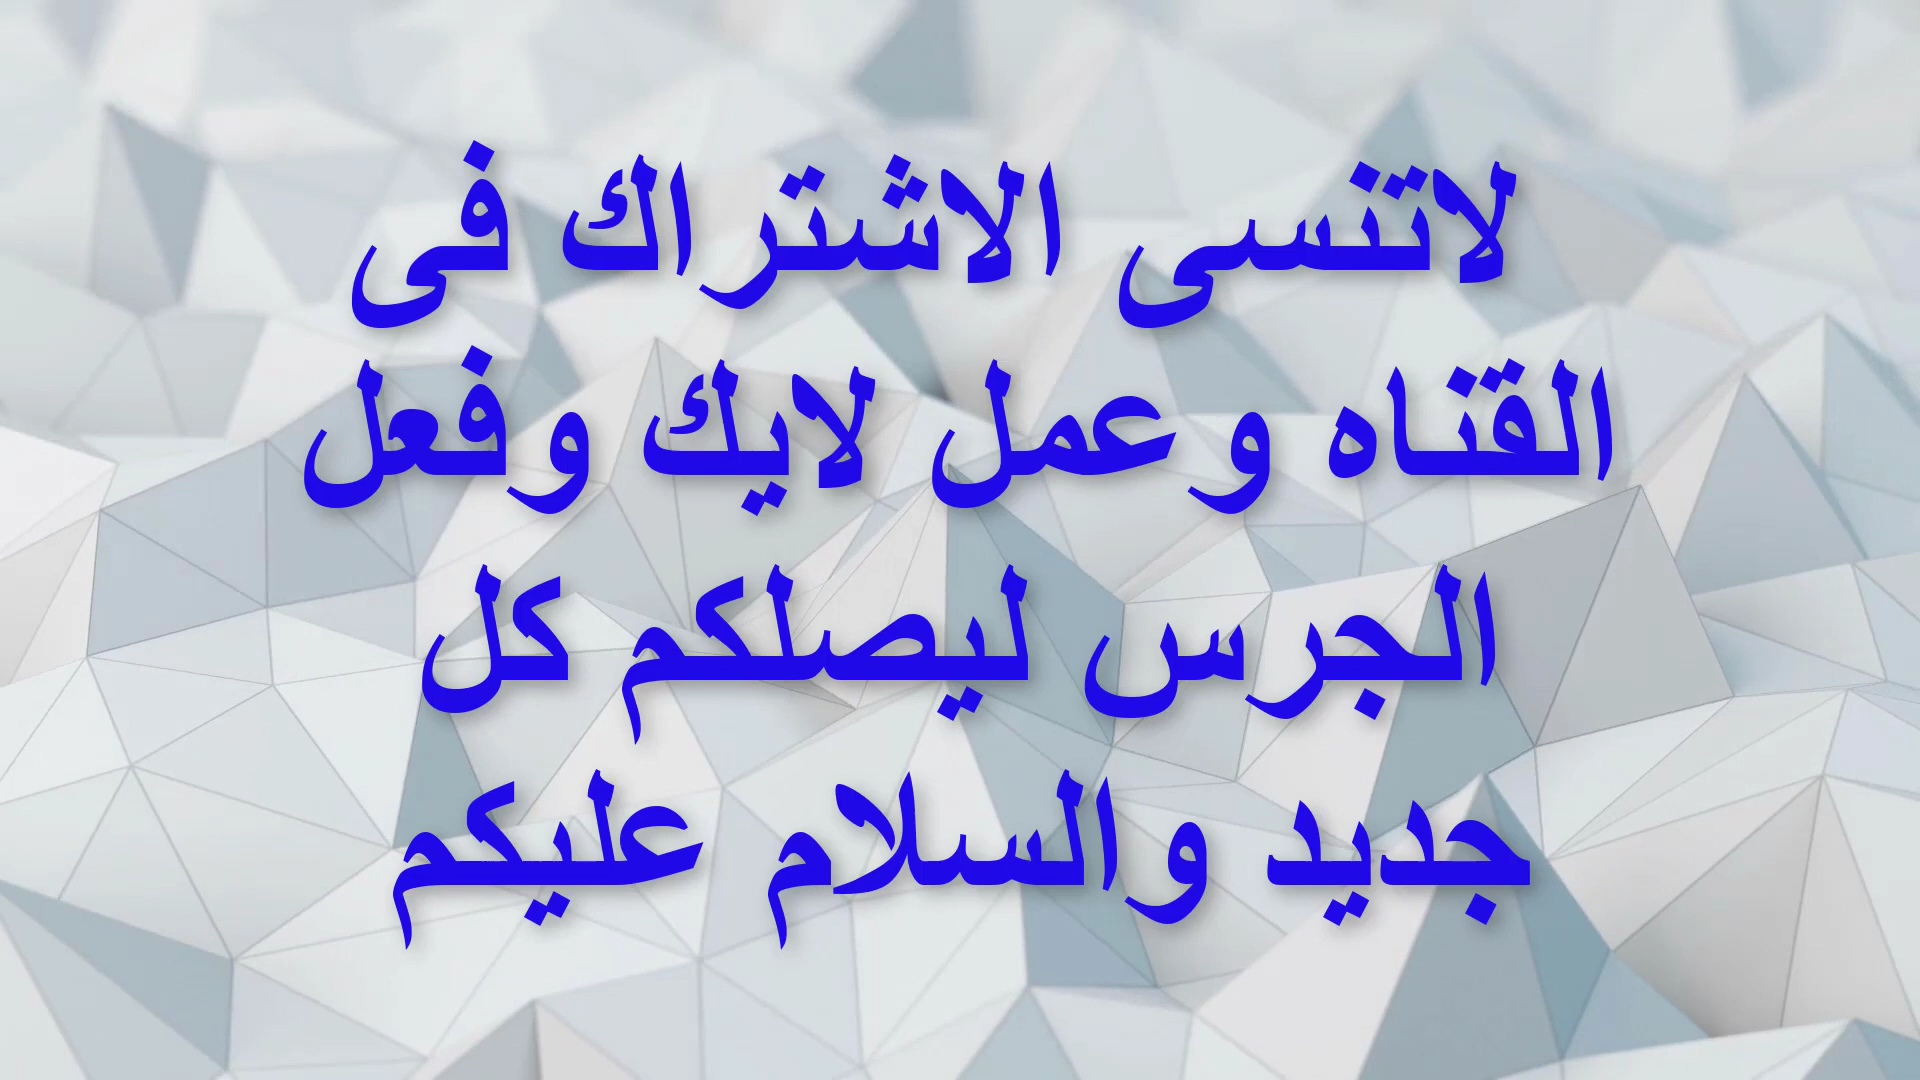 لاتنسى الاشتراك فى
القناه وعمل لايك وفعل
الجرس ليصلكم كل
جديد والسلام عليكم